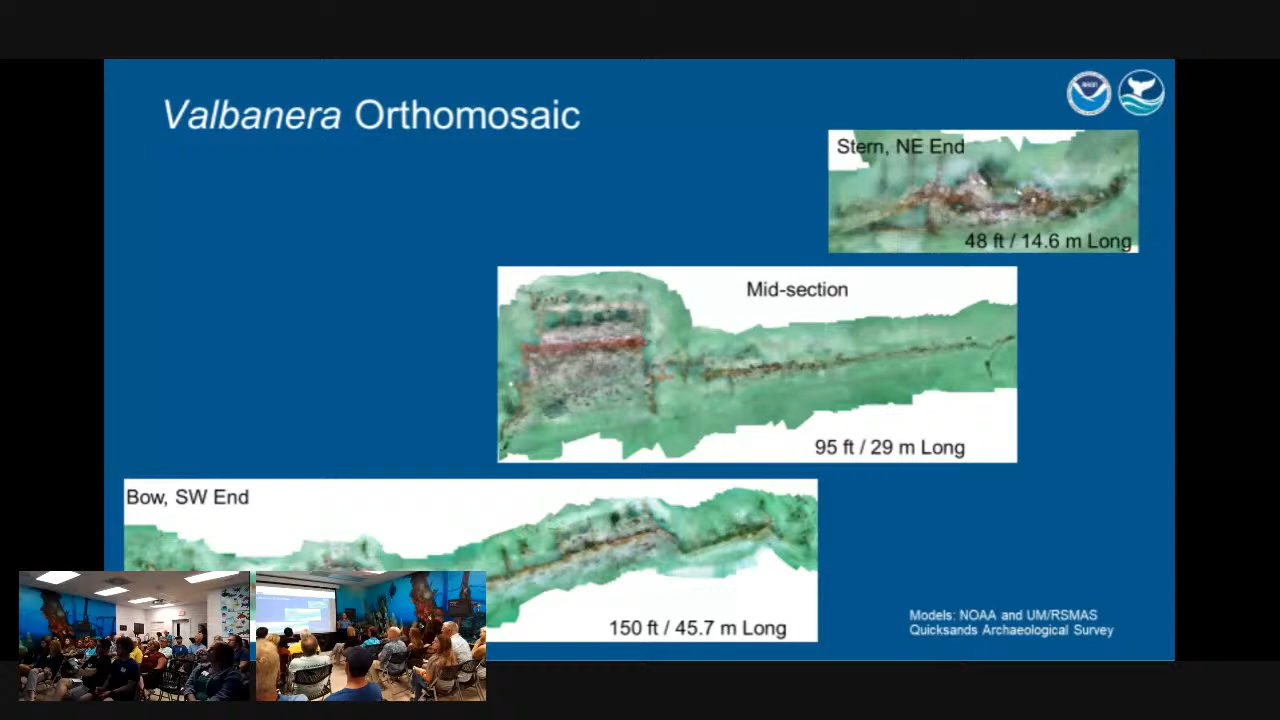 Valbanera Orthomosaic
Stern, NE End
48 ft / 14.6 m Long
Mid-section
95 ft / 29 m Long
Bow, SW End
150 ft / 45.7 m Long
Models: NOAA and UM/RSMAS
Quicksands Archaeological Survey